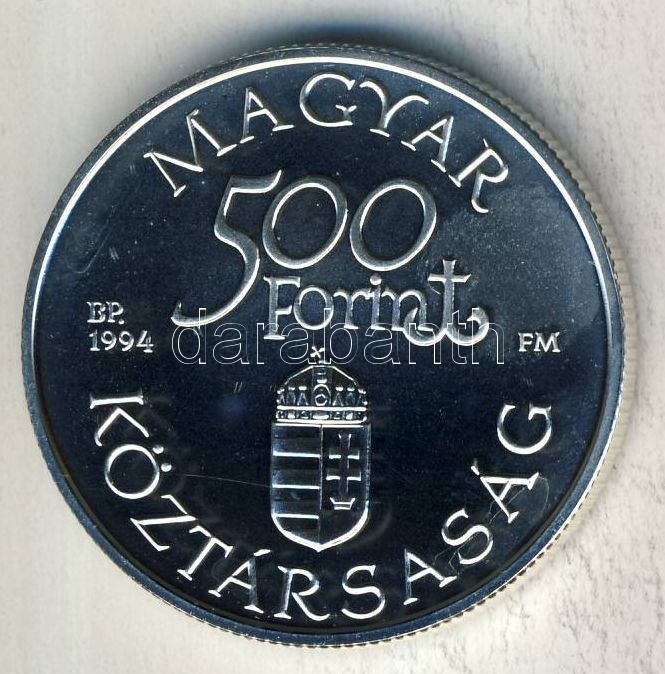 MAGYAR
500
Forint
BP.
1994
FM
KÖZTÁRSASÁG
darabanth